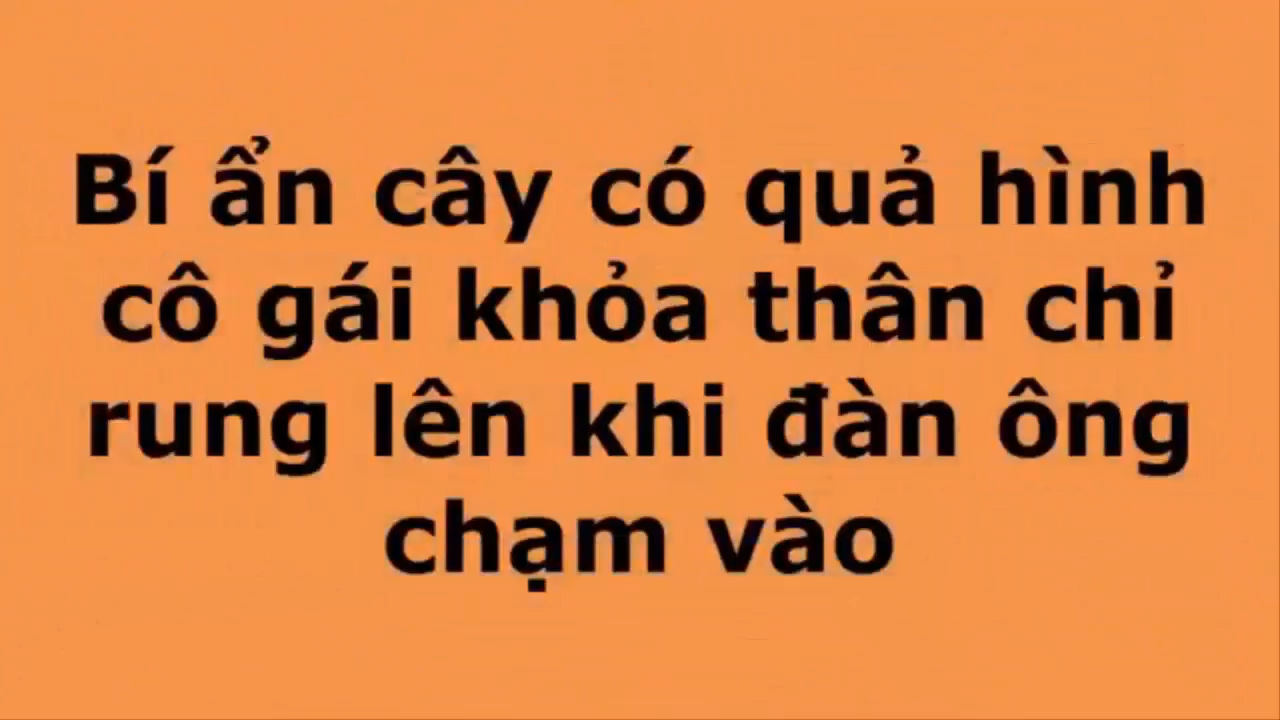 Bí ẩn cây có quả hình
cô gái khỏa thân chỉ
rung lên khi đàn ông
chạm vào